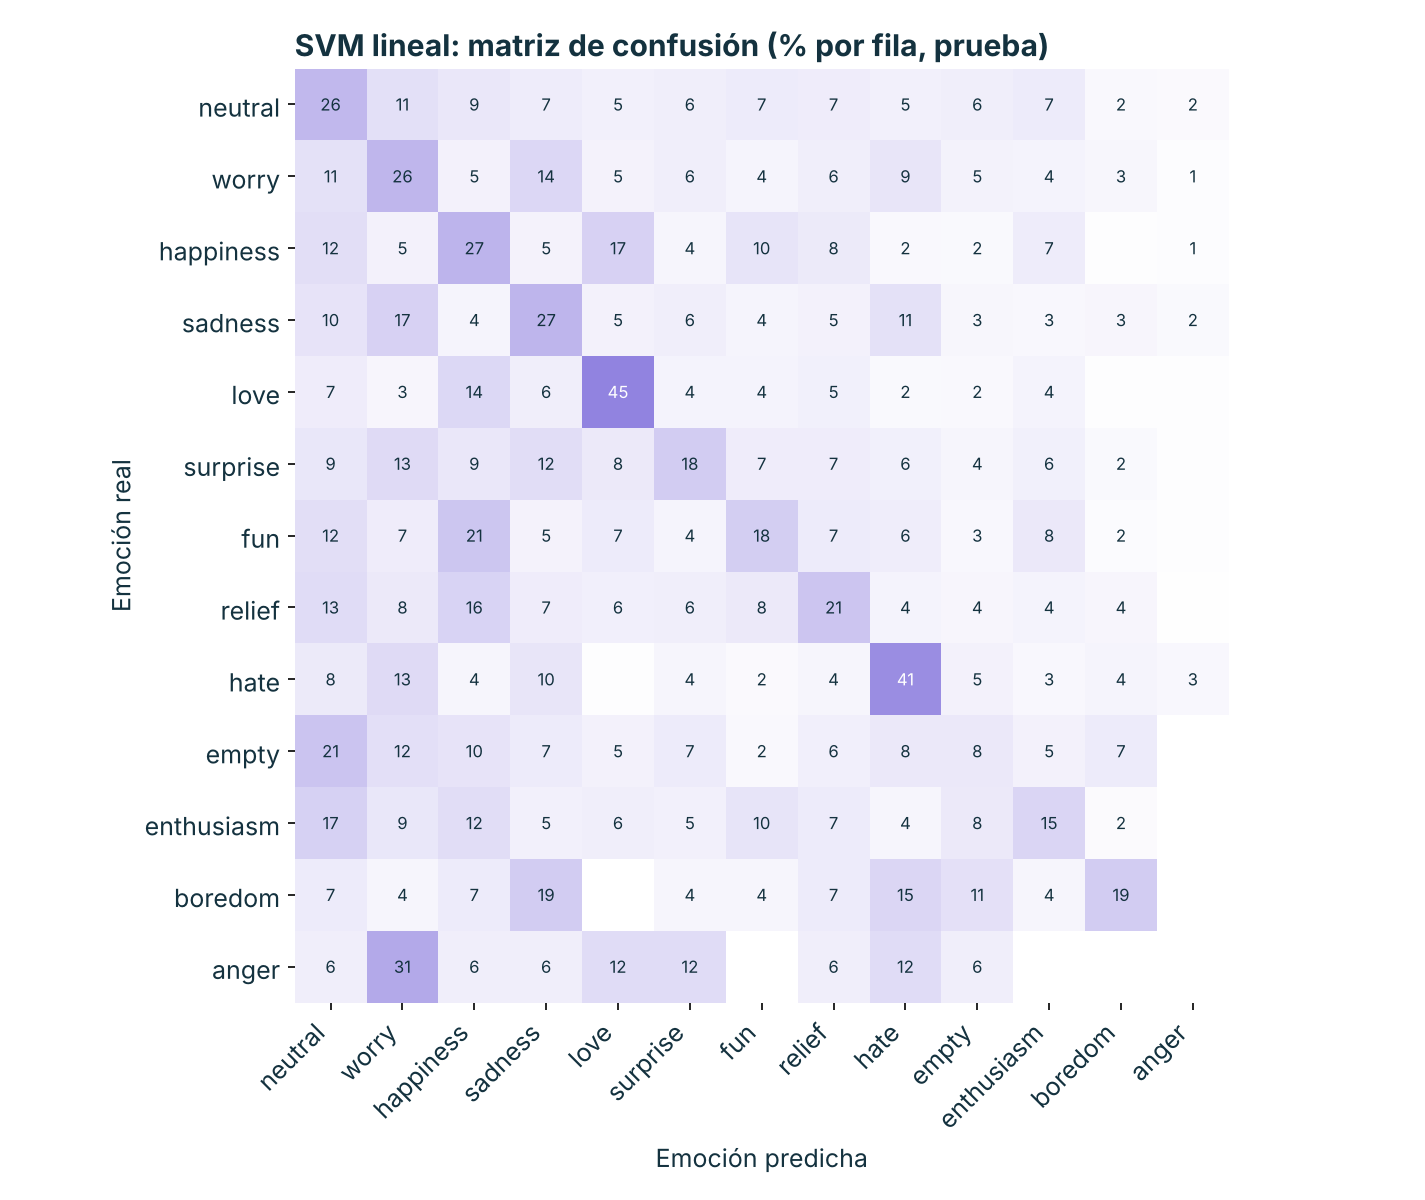 SVM lineal: matriz de confusión (% por fila, prueba)
neutral 26 11 9 7 5 6 7 7 5 6 7 2 2
worry 11 26 5 14 5 6 4 6 9 5 4 3 1
happiness 12 5 27 5 17 4 10 8 2 2 7 1
sadness 10 17 4 27 5 6 4 5 11 3 3 3 2
love 7 3 14 6 45 4 4 5 2 2 4
surprise 9 13 9 12 8 18 7 7 6 4 6 2
fun 12 7 21 5 7 4 18 7 6 3 8 2
relief 13 8 16 7 6 6 8 21 4 4 4 4
hate 8 13 4 10 4 2 4 41 5 3 4 3
empty 21 12 10 7 5 7 2 6 8 8 5 7
enthusiasm 17 9 12 5 6 5 10 7 4 8 15 2
boredom 7 4 7 19 4 4 7 15 11 4 19
anger 6 31 6 6 12 12 6 12 6
Emoción real
neutral worry happiness sadness love surprise fun relief hate empty enthusiasm boredom anger
Emoción predicha